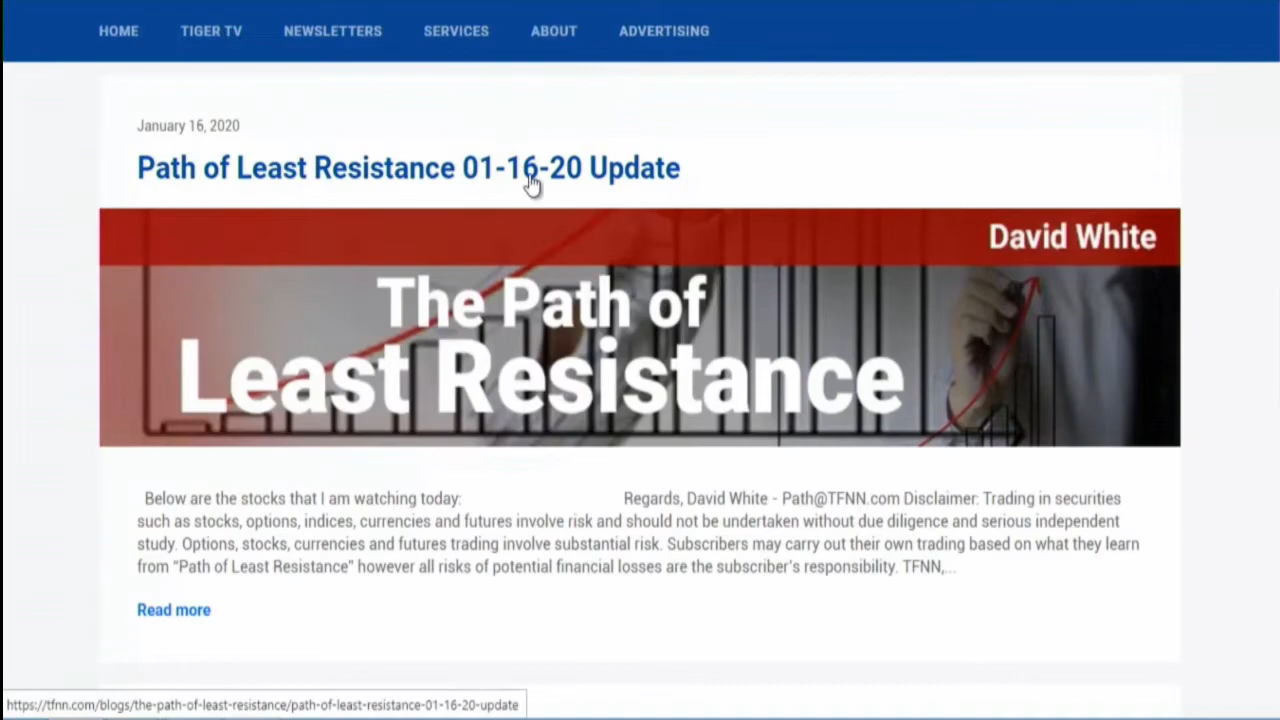 HOME TIGER TV NEWSLETTERS SERVICES ABOUT ADVERTISING
January 16, 2020
Path of Least Resistance 01-16-20 Update
David White
The Path of
Least Resistance
Below are the stocks that I am watching today: Regards, David White - Path@TFNN.com Disclaimer: Trading in securities
such as stocks, options, indices, currencies and futures involve risk and should not be undertaken without due diligence and serious independent
study. Options, stocks, currencies and futures trading involve substantial risk. Subscribers may carry out their own trading based on what they learn
from “Path of Least Resistance” however all risks of potential financial losses are the subscriber’s responsibility. TFNN,...
Read more
https://tfnn.com/blogs/the-path-of-least-resistance/path-of-least-resistance-01-16-20-update